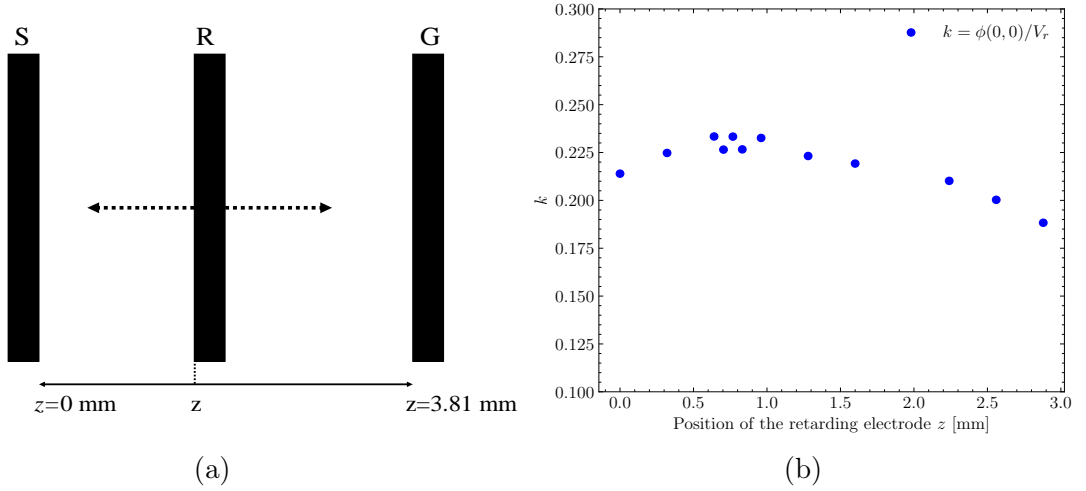 S R G
z=0 mm z z=3.81 mm
(a)
0.300
0.275
0.250
0.225
0.200
0.175
0.150
0.125
0.100
k
k = ϕ(0, 0)/V_r
0.0 0.5 1.0 1.5 2.0 2.5 3.0
Position of the retarding electrode z [mm]
(b)